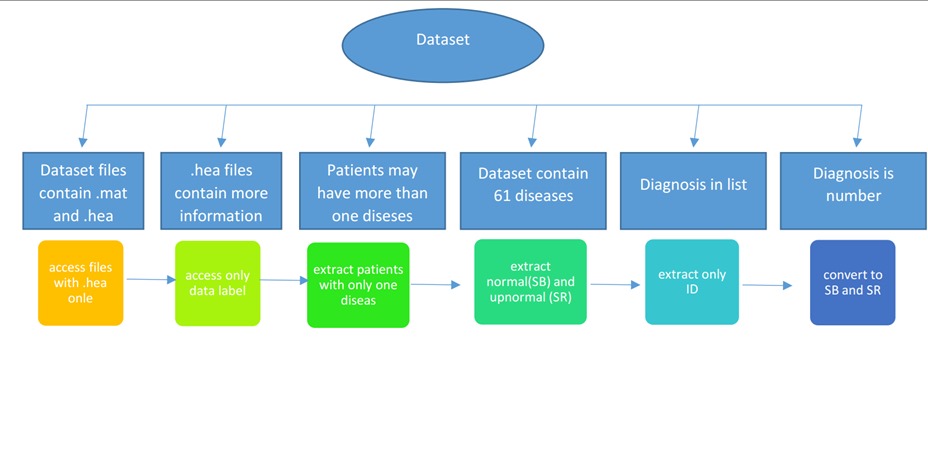 Dataset
Dataset files
contain .mat
and .hea
.hea files
contain more
information
Patients may
have more than
one diseses
Dataset contain
61 diseases
Diagnosis in list
Diagnosis is
number
access files
with .hea
onle
access only
data label
extract patients
with only one
diseas
extract
normal(SB) and
upnormal (SR)
extract only
ID
convert to
SB and SR